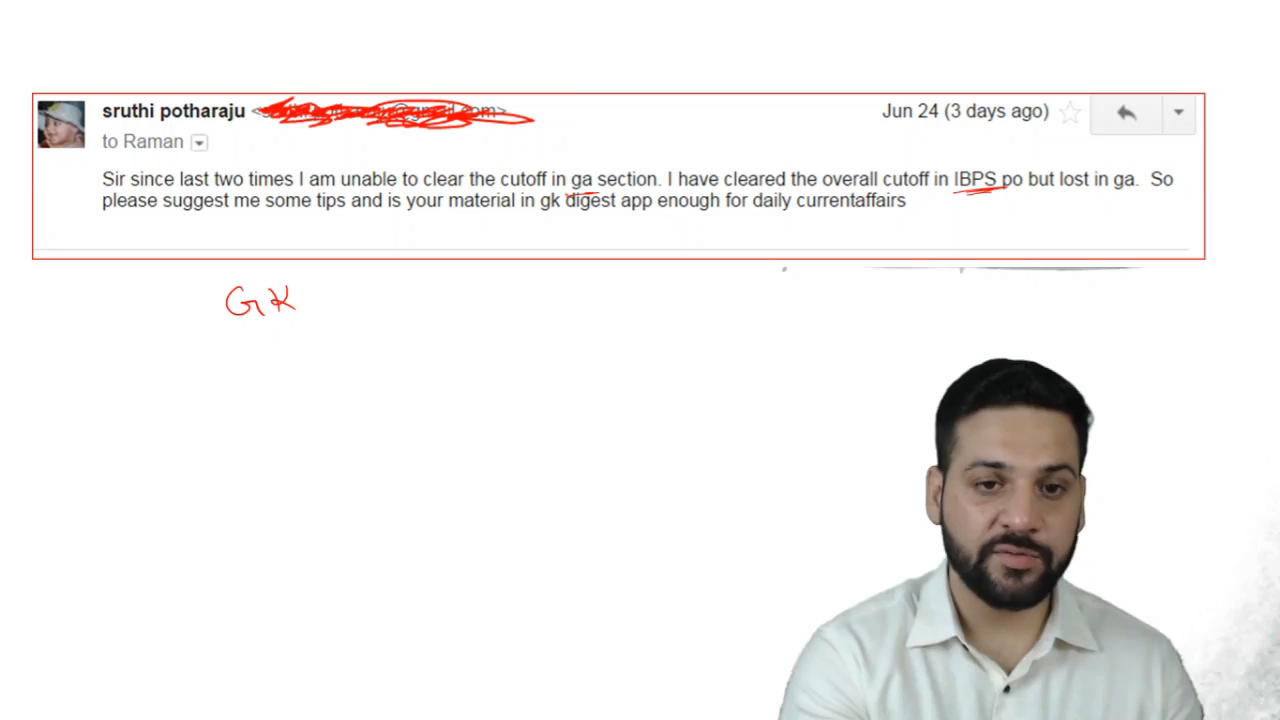 sruthi potharaju
Jun 24 (3 days ago)
to Raman
Sir since last two times I am unable to clear the cutoff in ga section. I have cleared the overall cutoff in IBPS po but lost in ga. So
please suggest me some tips and is your material in gk digest app enough for daily currentaffairs
GK